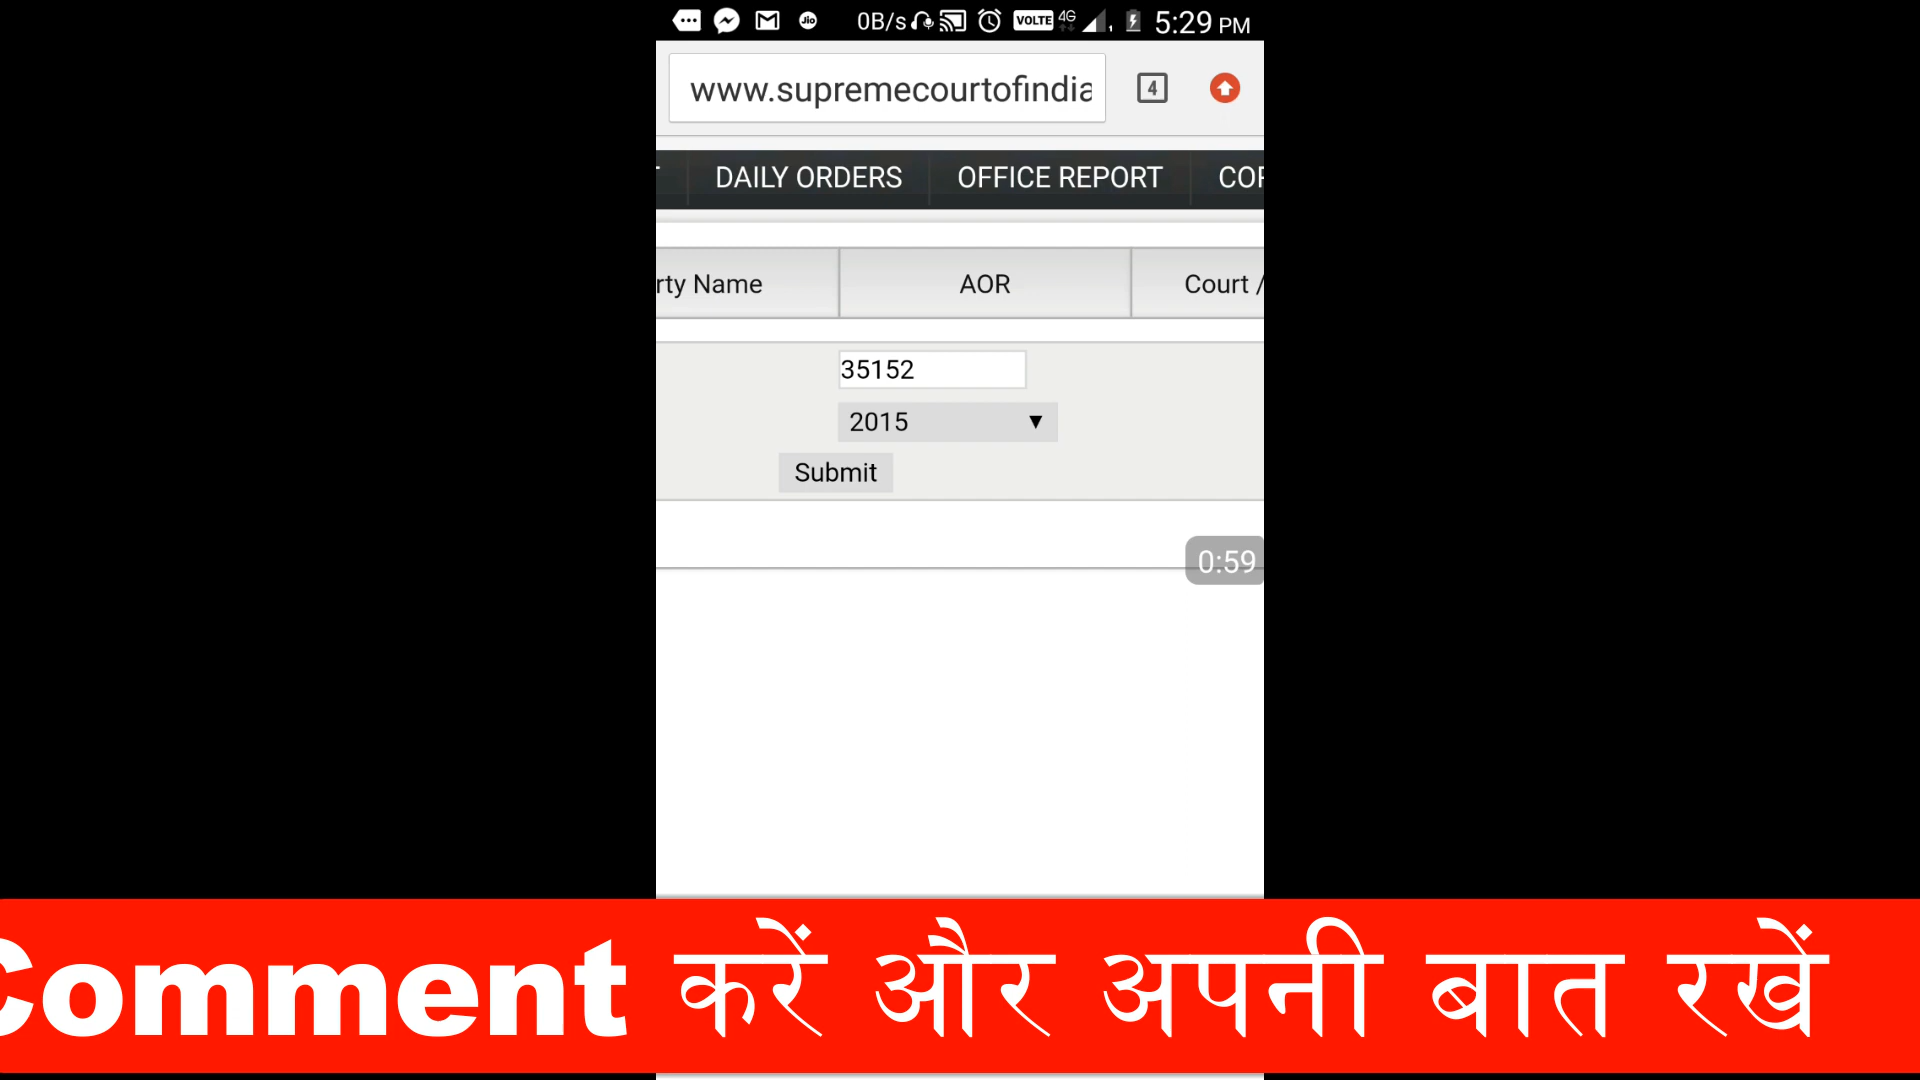 0B/s VOLTE 4G 5:29 PM
www.supremecourtofindia 4
DAILY ORDERS OFFICE REPORT
rty Name AOR Court /
35152
2015
Submit
0:59
Comment करें और अपनी बात रखें